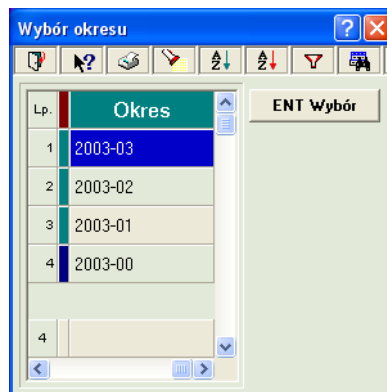 Wybór okresu
Lp. Okres
ENT Wybór
1 2003-03
2 2003-02
3 2003-01
4 2003-00
4